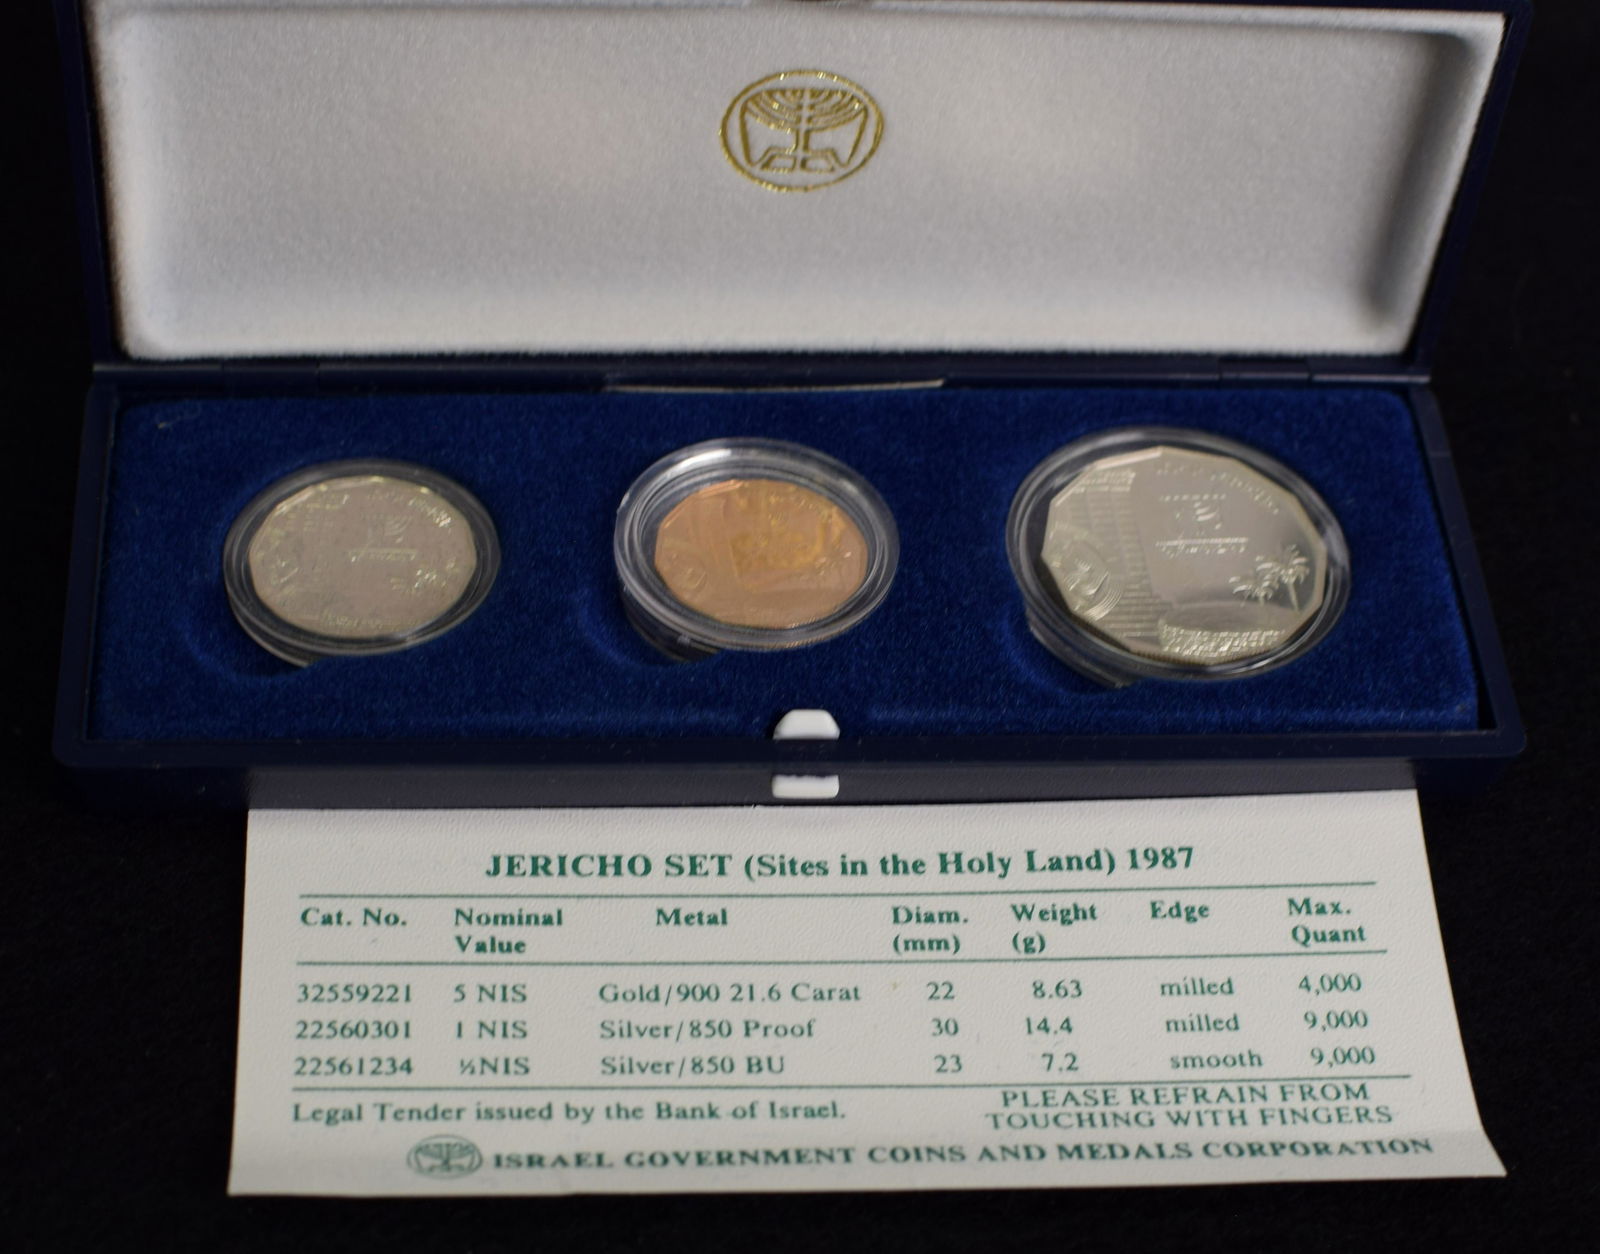 JERICHO SET (Sites in the Holy Land) 1987
Cat. No. Nominal Value Metal Diam. (mm) Weight (g) Edge Max. Quant
32559221 5 NIS Gold/900 21.6 Carat 22 8.63 milled 4,000
22560301 1 NIS Silver/850 Proof 30 14.4 milled 9,000
22561234 ½NIS Silver/850 BU 23 7.2 smooth 9,000
Legal Tender issued by the Bank of Israel.
PLEASE REFRAIN FROM
TOUCHING WITH FINGERS
ISRAEL GOVERNMENT COINS AND MEDALS CORPORATION